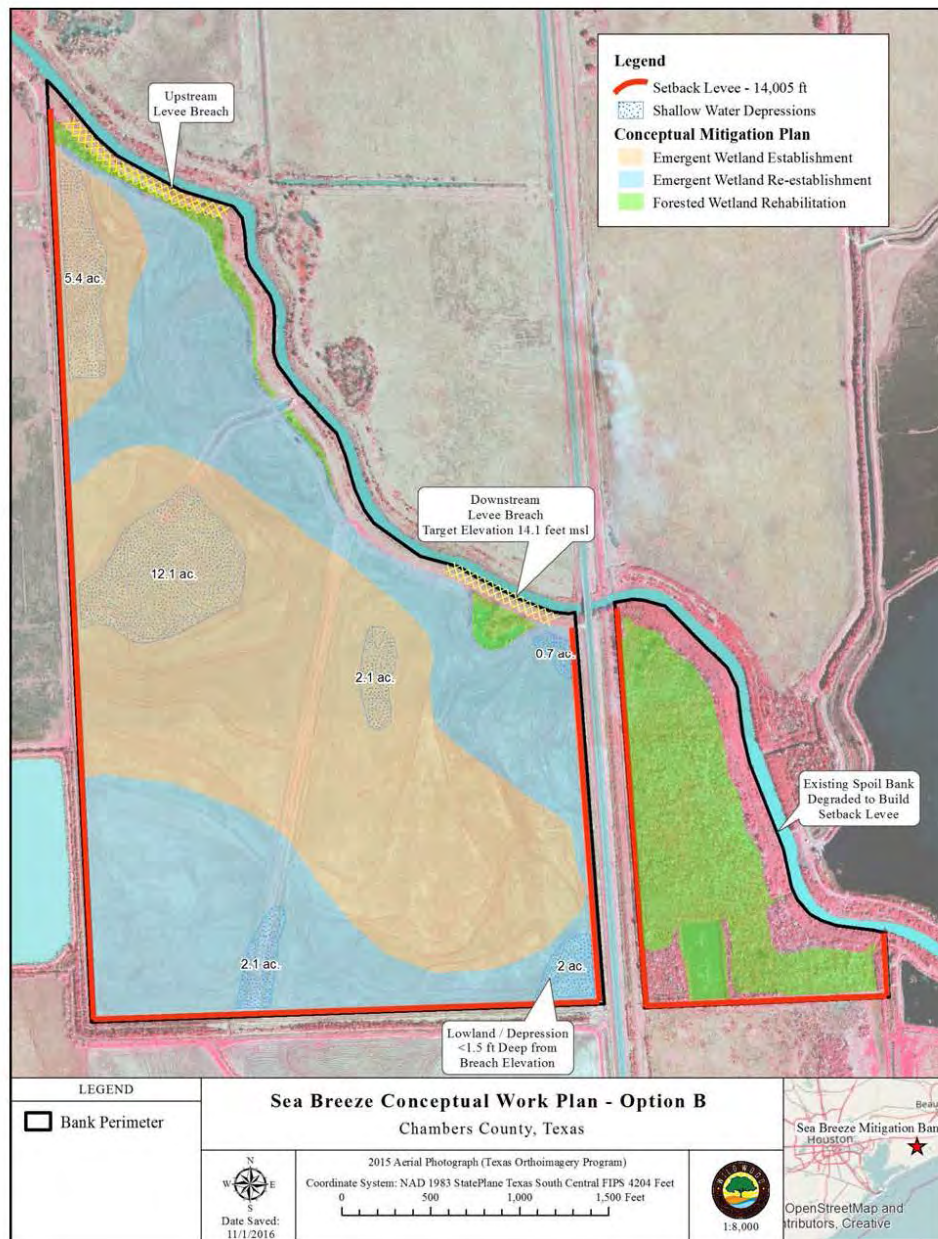 Legend
Setback Levee - 14,005 ft
Shallow Water Depressions
Conceptual Mitigation Plan
Emergent Wetland Establishment
Emergent Wetland Re-establishment
Forested Wetland Rehabilitation
Upstream
Levee Breach
5.4 ac.
Downstream
Levee Breach
Target Elevation 14.1 feet msl
12.1 ac.
0.7 ac.
2.1 ac.
Existing Spoil Bank
Degraded to Build
Setback Levee
2.1 ac.
2 ac.
Lowland / Depression
<1.5 ft Deep from
Breach Elevation
LEGEND
Bank Perimeter
Sea Breeze Conceptual Work Plan - Option B
Chambers County, Texas
N
W E
S
Date Saved:
11/1/2016
2015 Aerial Photograph (Texas Orthoimagery Program)
Coordinate System: NAD 1983 StatePlane Texas South Central FIPS 4204 Feet
0 500 1,000 1,500 Feet
WILDWOOD
1:8,000
Beau
Sea Breeze Mitigation Bank
Houston
OpenStreetMap and
ntributors, Creative